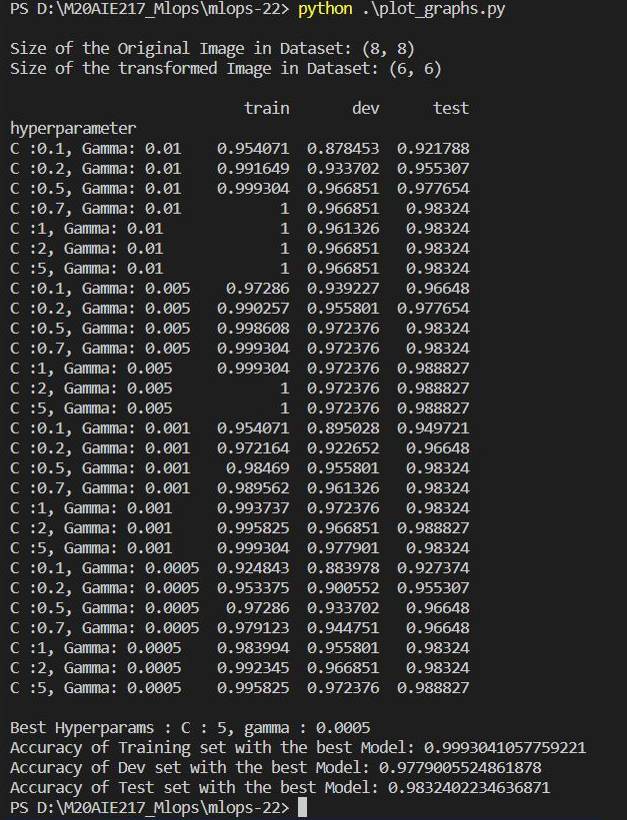 PS D:\M20AIE217_Mlops\mlops-22> python .\plot_graphs.py
Size of the Original Image in Dataset: (8, 8)
Size of the transformed Image in Dataset: (6, 6)
train dev test
hyperparameter
C :0.1, Gamma: 0.01 0.954071 0.878453 0.921788
C :0.2, Gamma: 0.01 0.991649 0.933702 0.955307
C :0.5, Gamma: 0.01 0.999304 0.966851 0.977654
C :0.7, Gamma: 0.01 1 0.966851 0.98324
C :1, Gamma: 0.01 1 0.961326 0.98324
C :2, Gamma: 0.01 1 0.966851 0.98324
C :5, Gamma: 0.01 1 0.966851 0.98324
C :0.1, Gamma: 0.005 0.97286 0.939227 0.96648
C :0.2, Gamma: 0.005 0.990257 0.955801 0.977654
C :0.5, Gamma: 0.005 0.998608 0.972376 0.98324
C :0.7, Gamma: 0.005 0.999304 0.972376 0.98324
C :1, Gamma: 0.005 0.999304 0.972376 0.988827
C :2, Gamma: 0.005 1 0.972376 0.988827
C :5, Gamma: 0.005 1 0.972376 0.988827
C :0.1, Gamma: 0.001 0.954071 0.895028 0.949721
C :0.2, Gamma: 0.001 0.972164 0.922652 0.96648
C :0.5, Gamma: 0.001 0.98469 0.955801 0.98324
C :0.7, Gamma: 0.001 0.989562 0.961326 0.98324
C :1, Gamma: 0.001 0.993737 0.972376 0.98324
C :2, Gamma: 0.001 0.995825 0.966851 0.988827
C :5, Gamma: 0.001 0.999304 0.977901 0.98324
C :0.1, Gamma: 0.0005 0.924843 0.883978 0.927374
C :0.2, Gamma: 0.0005 0.953375 0.900552 0.955307
C :0.5, Gamma: 0.0005 0.97286 0.933702 0.96648
C :0.7, Gamma: 0.0005 0.979123 0.944751 0.96648
C :1, Gamma: 0.0005 0.983994 0.955801 0.98324
C :2, Gamma: 0.0005 0.992345 0.966851 0.98324
C :5, Gamma: 0.0005 0.995825 0.972376 0.988827
Best Hyperparams : C : 5, gamma : 0.0005
Accuracy of Training set with the best Model: 0.9993041057759221
Accuracy of Dev set with the best Model: 0.9779005524861878
Accuracy of Test set with the best Model: 0.9832402234636871
PS D:\M20AIE217_Mlops\mlops-22>